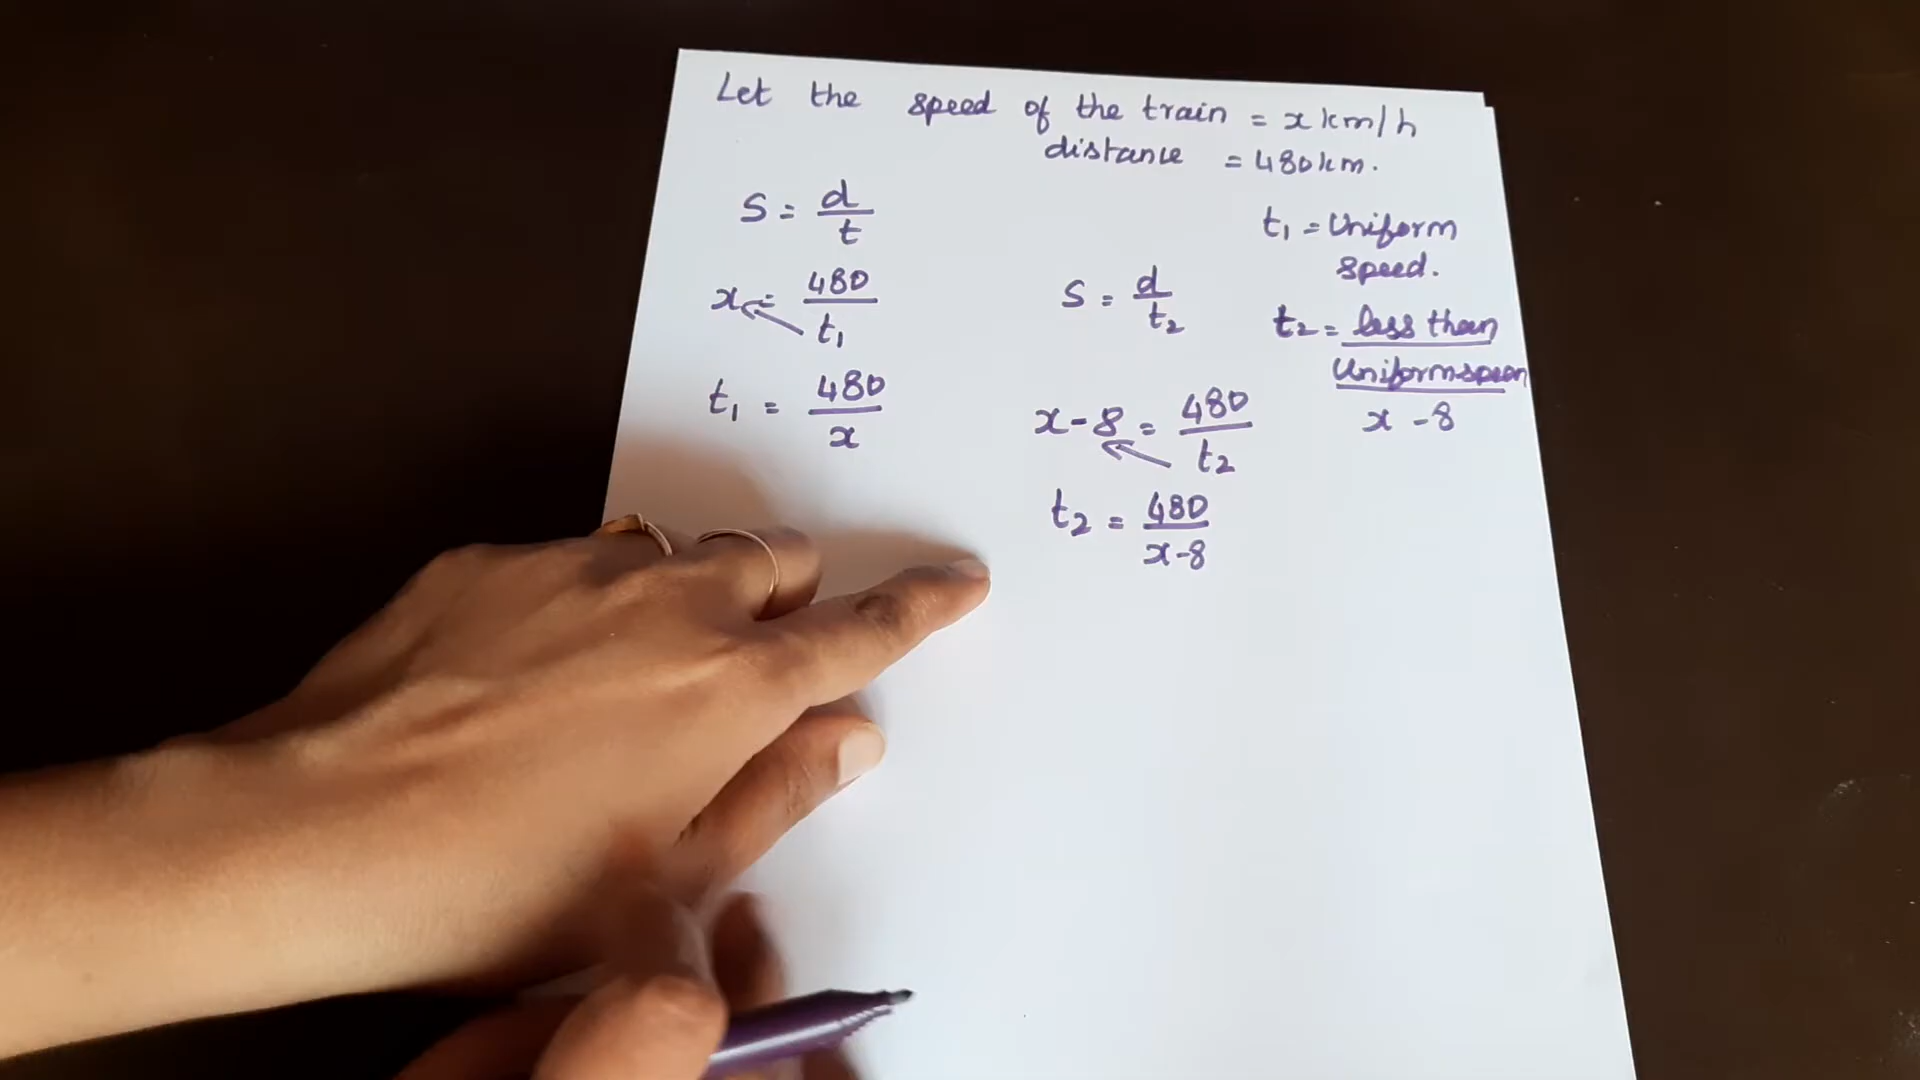 Let the speed of the train = x km/h
distance = 480 km.
S = d/t
x = 480/t₁
t₁ = 480/x
S = d/t₂
x-8 = 480/t₂
t₂ = 480/x-8
t₁ = Uniform
speed.
t₂ = less than
Uniform
x -8